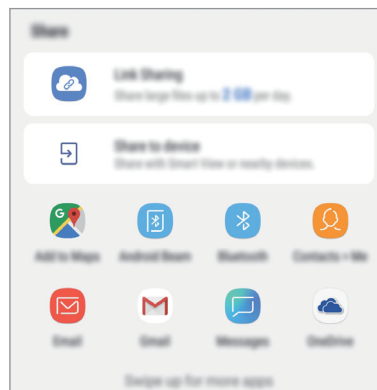 Share
Link Sharing
Share large files up to 2 GB per day.
Share to device
Share with Smart View or nearby devices.
Add to Maps
Android Beam
Bluetooth
Contacts + Me
Email
Gmail
Messages
OneDrive
Swipe up for more apps